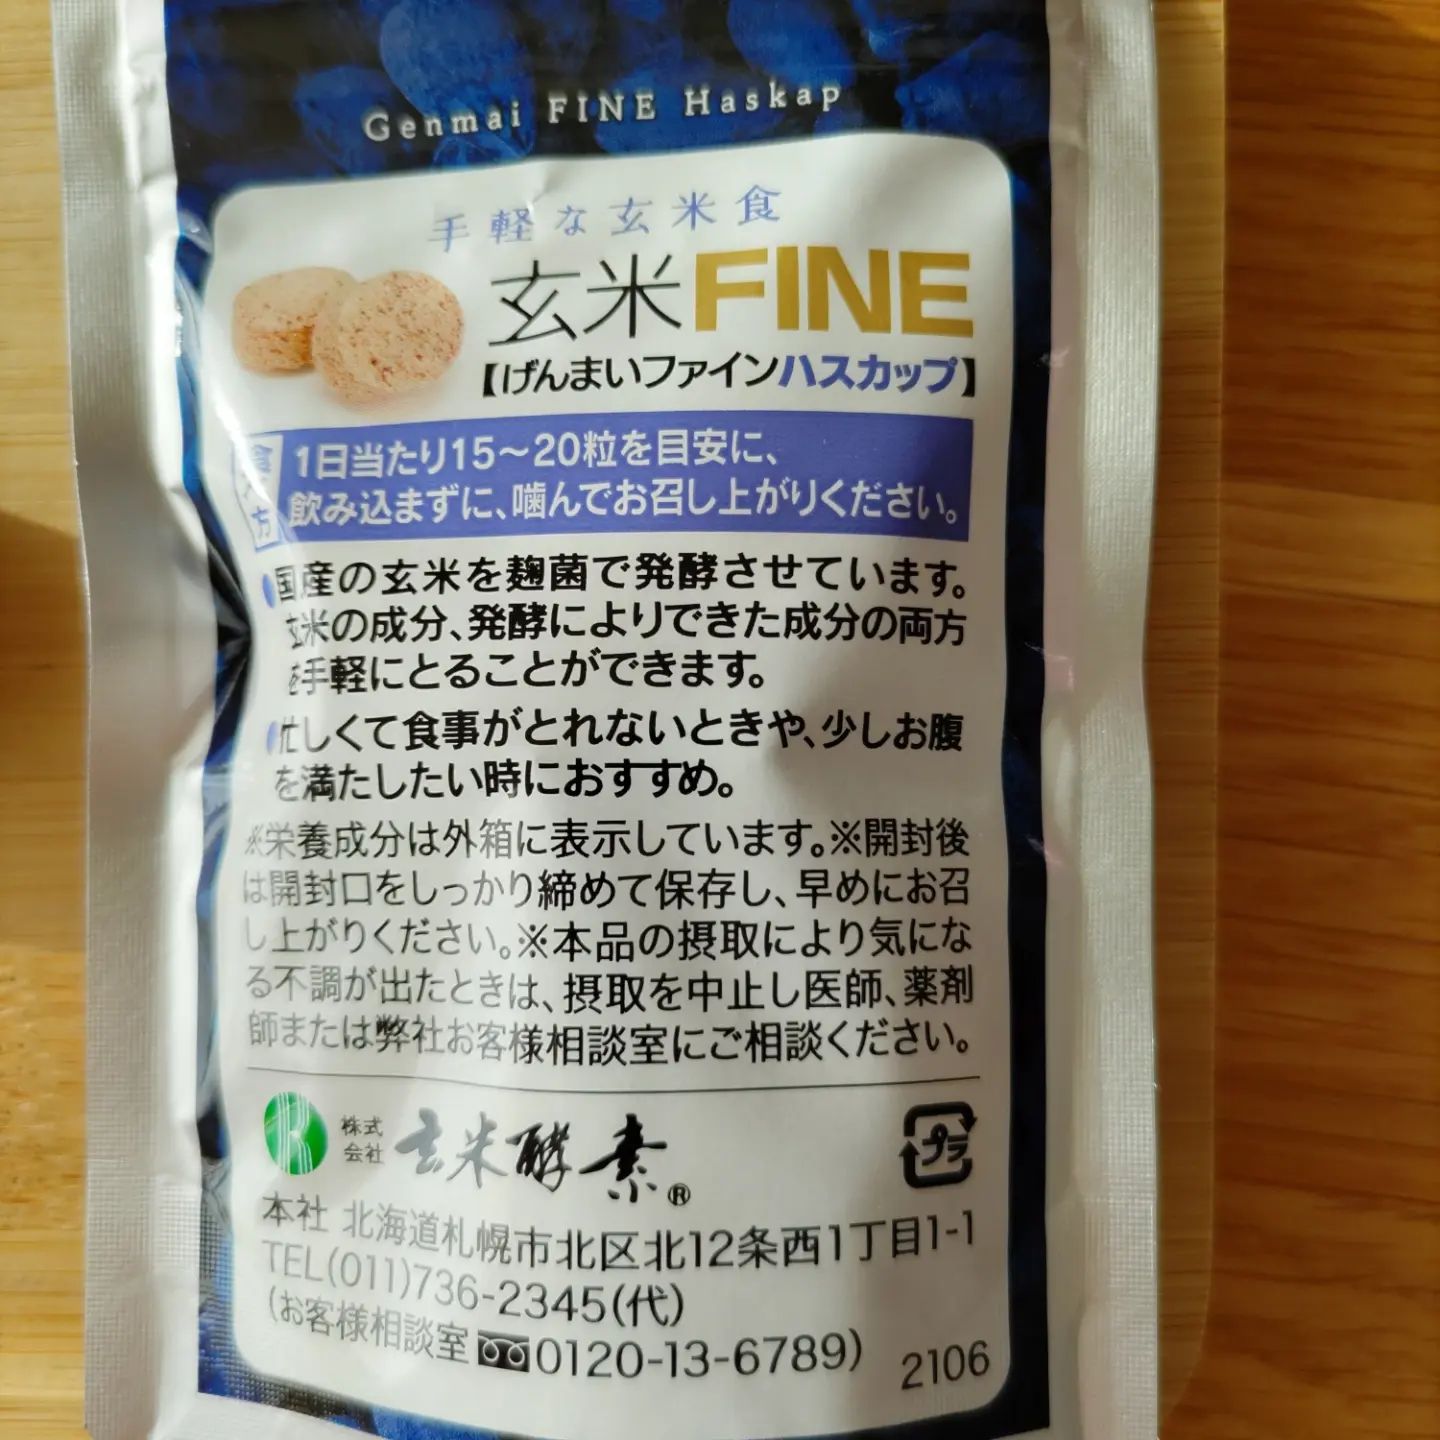 Genmai FINE Haskap
手軽な玄米食
玄米FINE
【げんまいファインハスカップ】
食べ方
1日当たり15〜20粒を目安に、
飲み込まずに、噛んでお召し上がりください。
●国産の玄米を麹菌で発酵させています。
玄米の成分、発酵によりできた成分の両方
を手軽にとることができます。
●忙しくて食事がとれないときや、少しお腹
を満たしたい時におすすめ。
※栄養成分は外箱に表示しています。※開封後
は開封口をしっかり締めて保存し、早めにお召
し上がりください。※本品の摂取により気にな
る不調が出たときは、摂取を中止し医師、薬剤
師または弊社お客様相談室にご相談ください。
株式会社 玄米酵素®
プラ
本社 北海道札幌市北区北12条西1丁目1-1
TEL(011)736-2345(代)
(お客様相談室 0120-13-6789)
2106